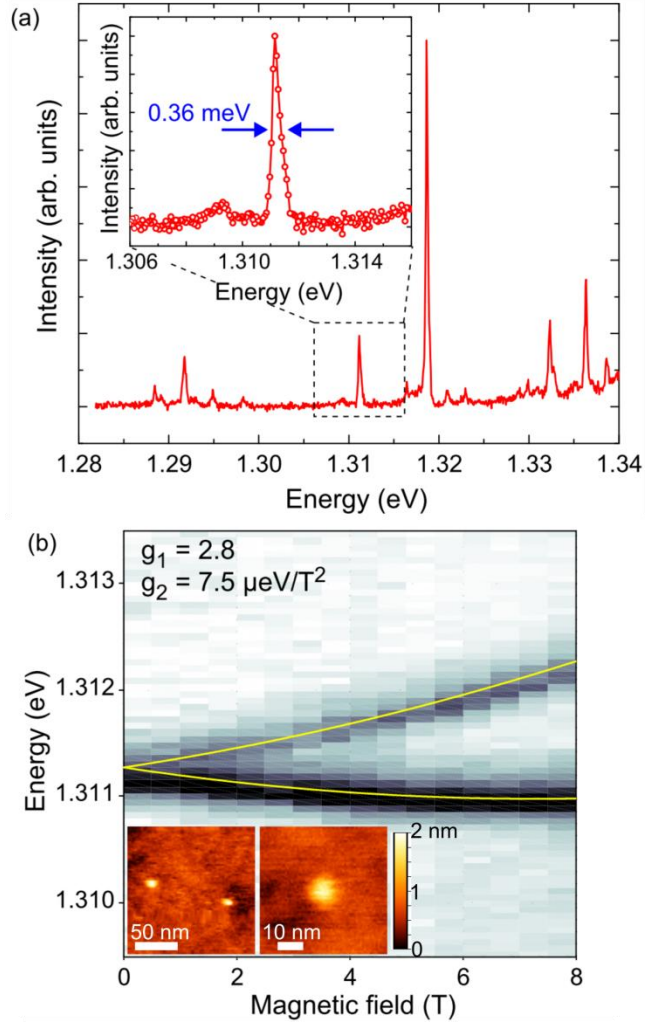 (a)
Intensity (arb. units)
Intensity (arb. units)
0.36 meV
1.306
1.310
1.314
Energy (eV)
1.28
1.29
1.30
1.31
1.32
1.33
1.34
Energy (eV)
(b)
g₁ = 2.8
g₂ = 7.5 µeV/T²
1.313
1.312
1.311
1.310
Energy (eV)
50 nm
10 nm
2 nm
1
0
0
2
4
6
8
Magnetic field (T)